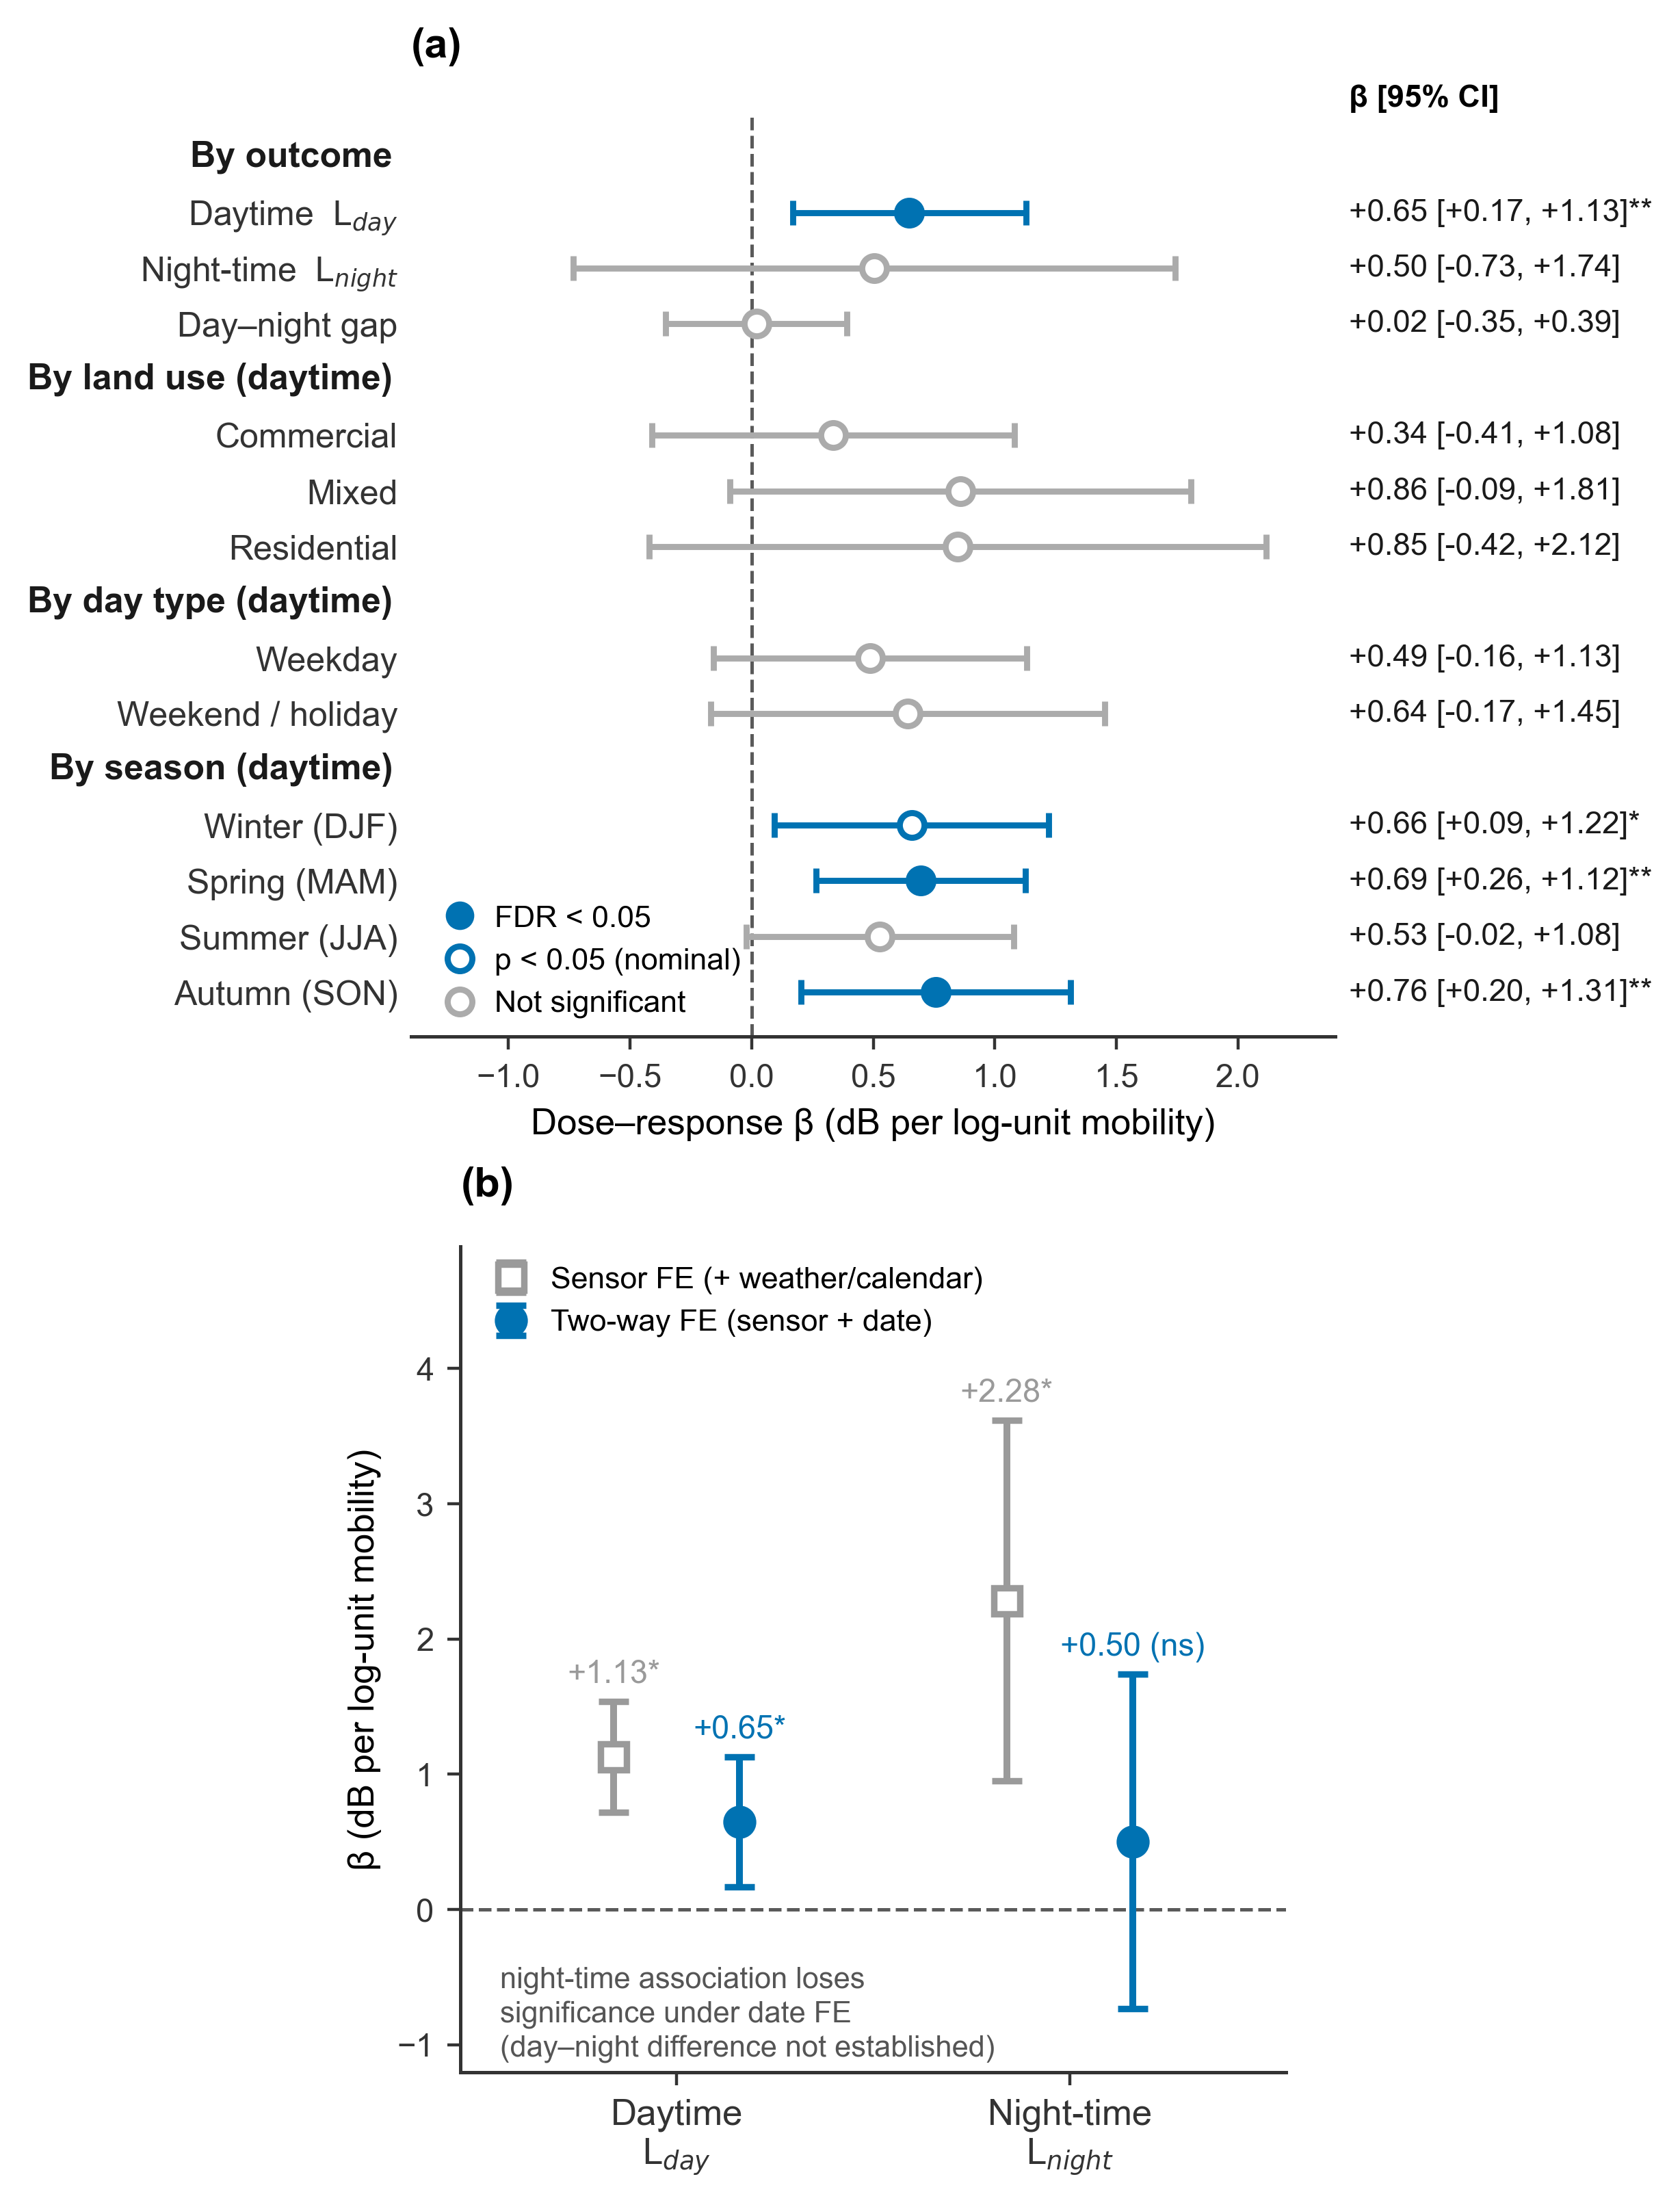 (a)
β [95% CI]
By outcome
Daytime L_day +0.65 [+0.17, +1.13]**
Night-time L_night +0.50 [-0.73, +1.74]
Day–night gap +0.02 [-0.35, +0.39]
By land use (daytime)
Commercial +0.34 [-0.41, +1.08]
Mixed +0.86 [-0.09, +1.81]
Residential +0.85 [-0.42, +2.12]
By day type (daytime)
Weekday +0.49 [-0.16, +1.13]
Weekend / holiday +0.64 [-0.17, +1.45]
By season (daytime)
Winter (DJF) +0.66 [+0.09, +1.22]*
Spring (MAM) +0.69 [+0.26, +1.12]**
Summer (JJA) +0.53 [-0.02, +1.08]
Autumn (SON) +0.76 [+0.20, +1.31]**
FDR < 0.05
p < 0.05 (nominal)
Not significant
−1.0 −0.5 0.0 0.5 1.0 1.5 2.0
Dose–response β (dB per log-unit mobility)
(b)
Sensor FE (+ weather/calendar)
Two-way FE (sensor + date)
β (dB per log-unit mobility)
4
3
2
1
0
−1
+1.13*
+0.65*
+2.28*
+0.50 (ns)
night-time association loses
significance under date FE
(day–night difference not established)
Daytime
L_day
Night-time
L_night